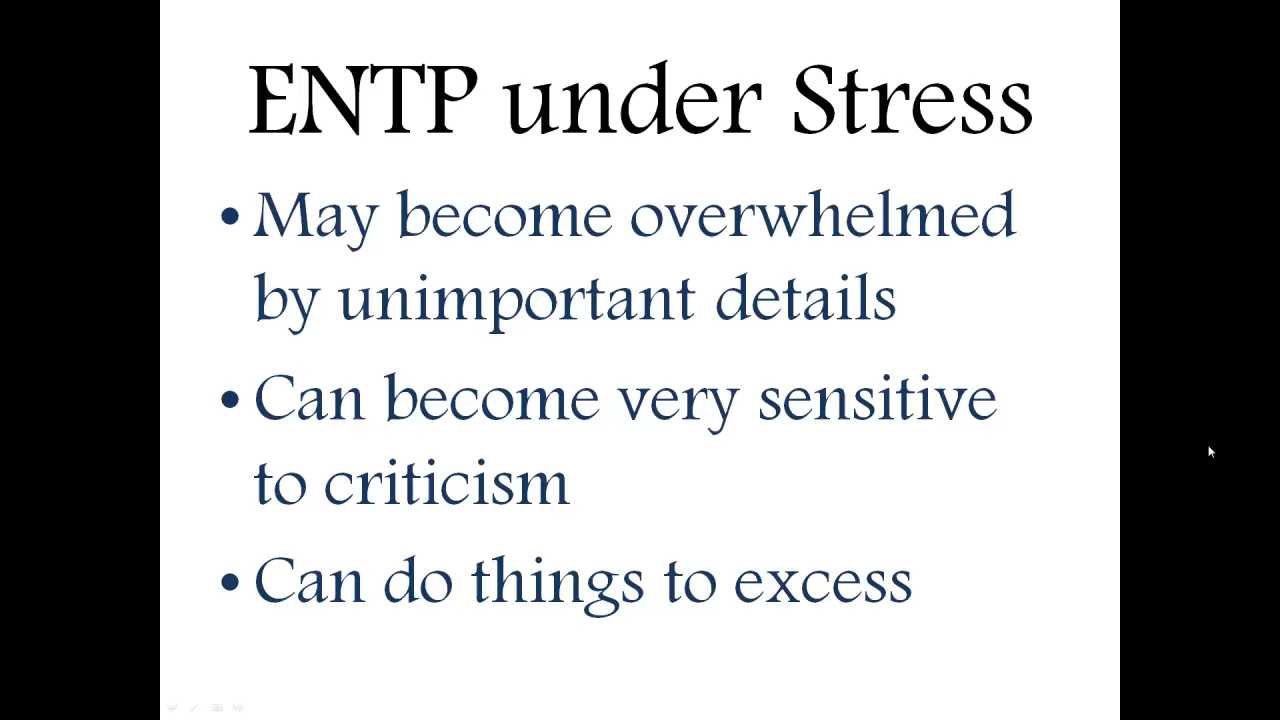 ENTP under Stress
• May become overwhelmed
by unimportant details
• Can become very sensitive
to criticism
• Can do things to excess